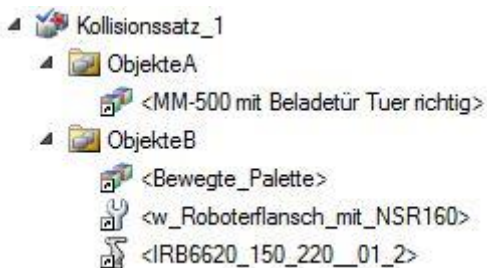 Kollisionssatz_1
ObjekteA
<MM-500 mit Beladetür Tuer richtig>
ObjekteB
<Bewegte_Palette>
<w_Roboterflansch_mit_NSR160>
<IRB6620_150_220__01_2>